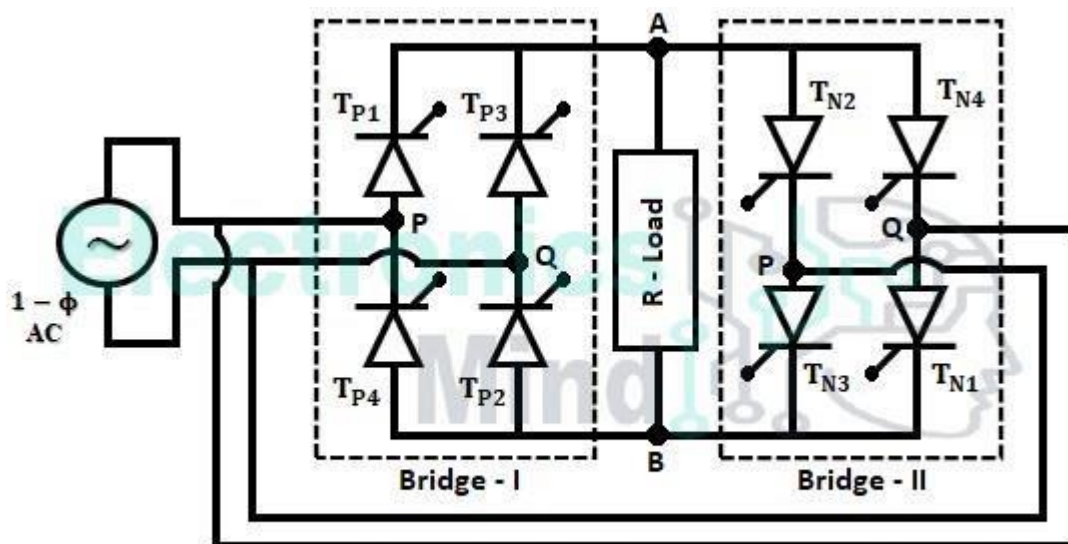 A
T_P1
T_P3
T_N2
T_N4
P
Q
Q
P
R - Load
1 – ϕ
AC
T_P4
T_P2
T_N3
T_N1
B
Bridge - I
Bridge - II
Electronics
Mind